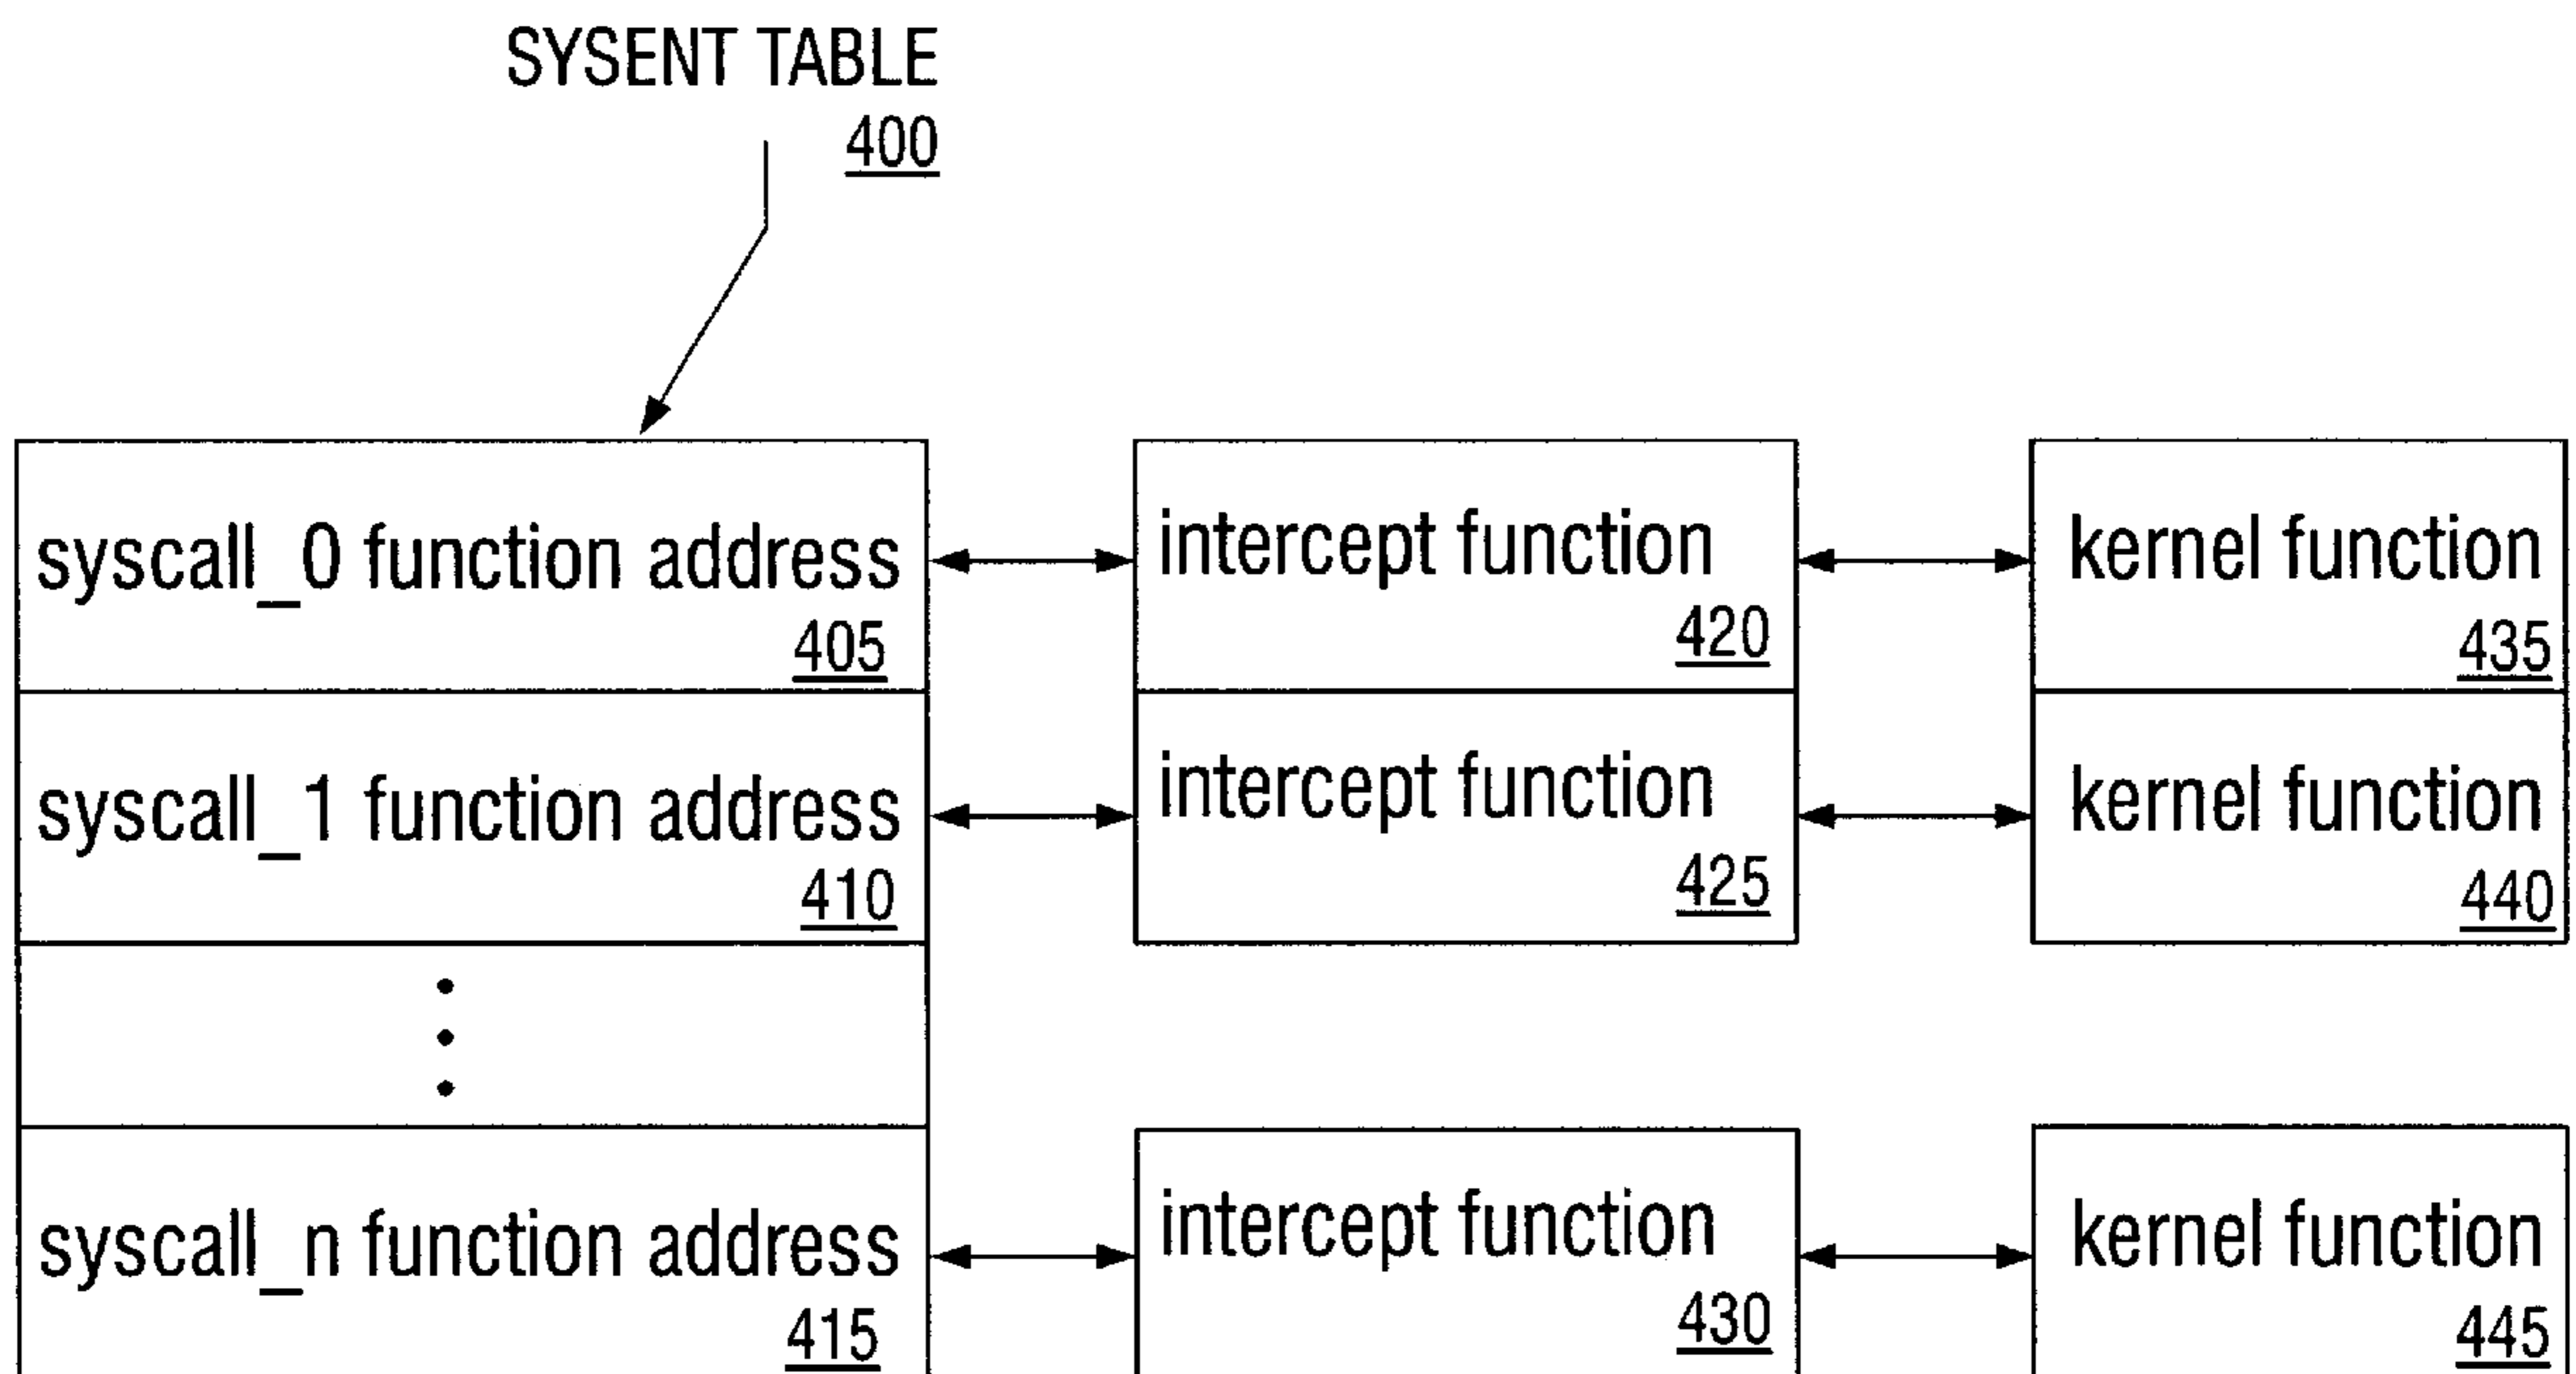 SYSENT TABLE
400
syscall_0 function address
405
intercept function
420
kernel function
435
syscall_1 function address
410
intercept function
425
kernel function
440
syscall_n function address
415
intercept function
430
kernel function
445